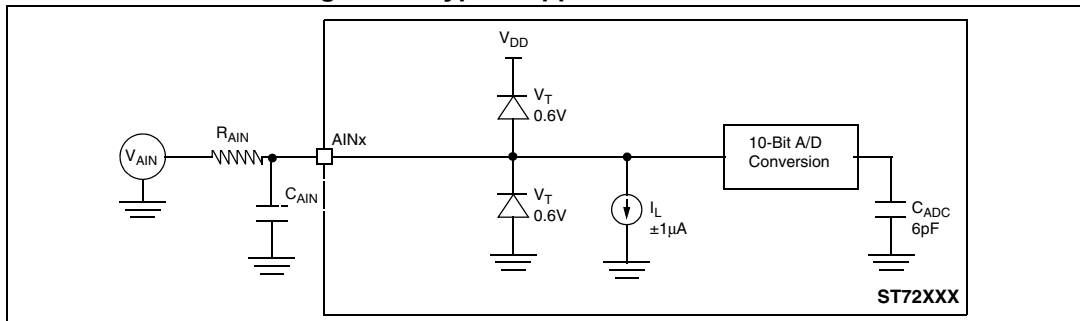 V_DD
V_T
0.6V
R_AIN
AINx
V_AIN
10-Bit A/D
Conversion
C_AIN
V_T
0.6V
I_L
±1μA
C_ADC
6pF
ST72XXX